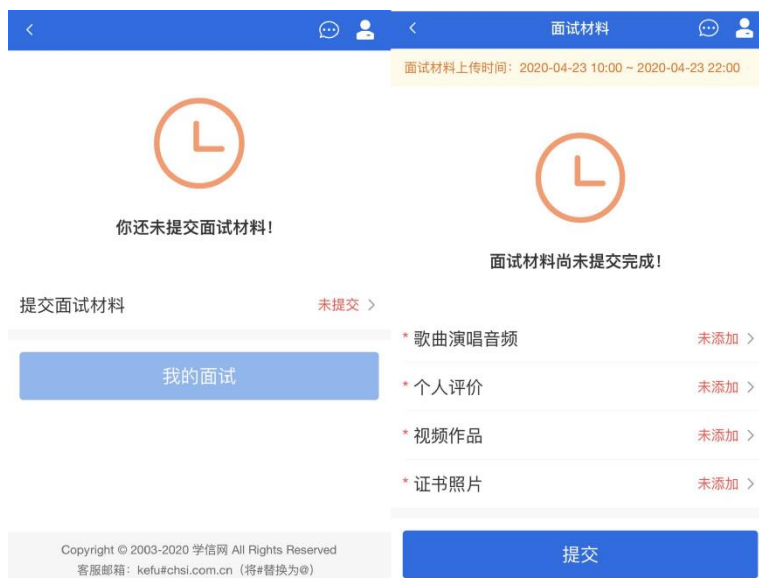 你还未提交面试材料!
提交面试材料 未提交
我的面试
Copyright © 2003-2020 学信网 All Rights Reserved
客服邮箱: kefu#chsi.com.cn (将#替换为@)
面试材料
面试材料上传时间: 2020-04-23 10:00 ~ 2020-04-23 22:00
面试材料尚未提交完成!
* 歌曲演唱音频 未添加
* 个人评价 未添加
* 视频作品 未添加
* 证书照片 未添加
提交